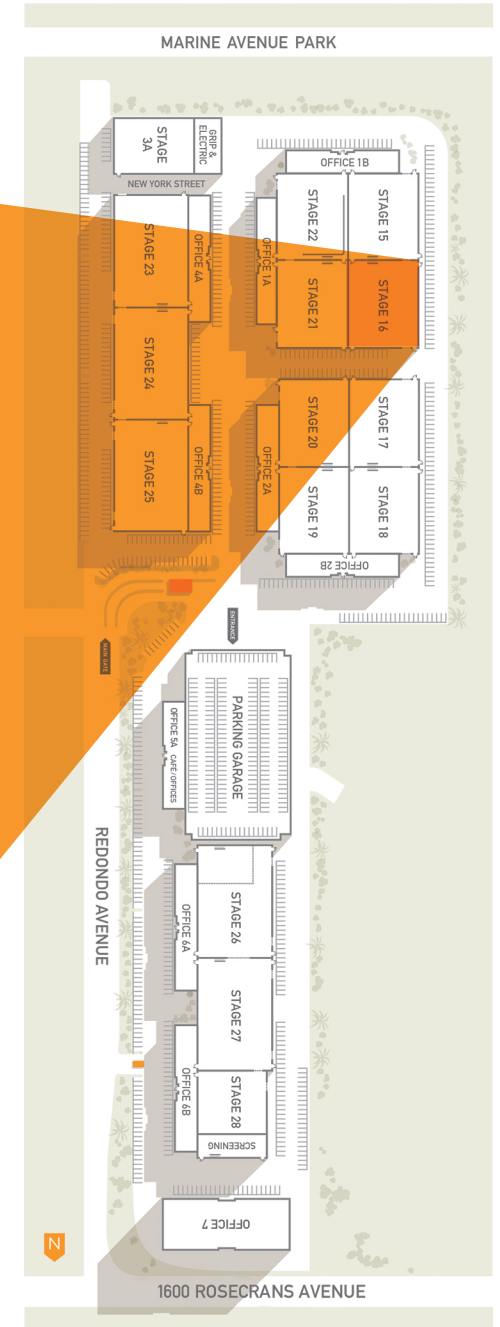 MARINE AVENUE PARK
STAGE
3A
GRIP &
ELECTRIC
NEW YORK STREET
OFFICE 1B
STAGE 22
STAGE 15
STAGE 23
OFFICE 4A
OFFICE 1A
STAGE 21
STAGE 16
STAGE 24
STAGE 20
STAGE 17
STAGE 25
OFFICE 4B
OFFICE 2A
STAGE 19
STAGE 18
OFFICE 2B
ENTRANCE
MAIN GATE
OFFICE 5A CAFÉ/OFFICES
PARKING GARAGE
REDONDO AVENUE
OFFICE 6A
STAGE 26
STAGE 27
OFFICE 6B
STAGE 28
SCREENING
OFFICE 7
N
1600 ROSECRANS AVENUE